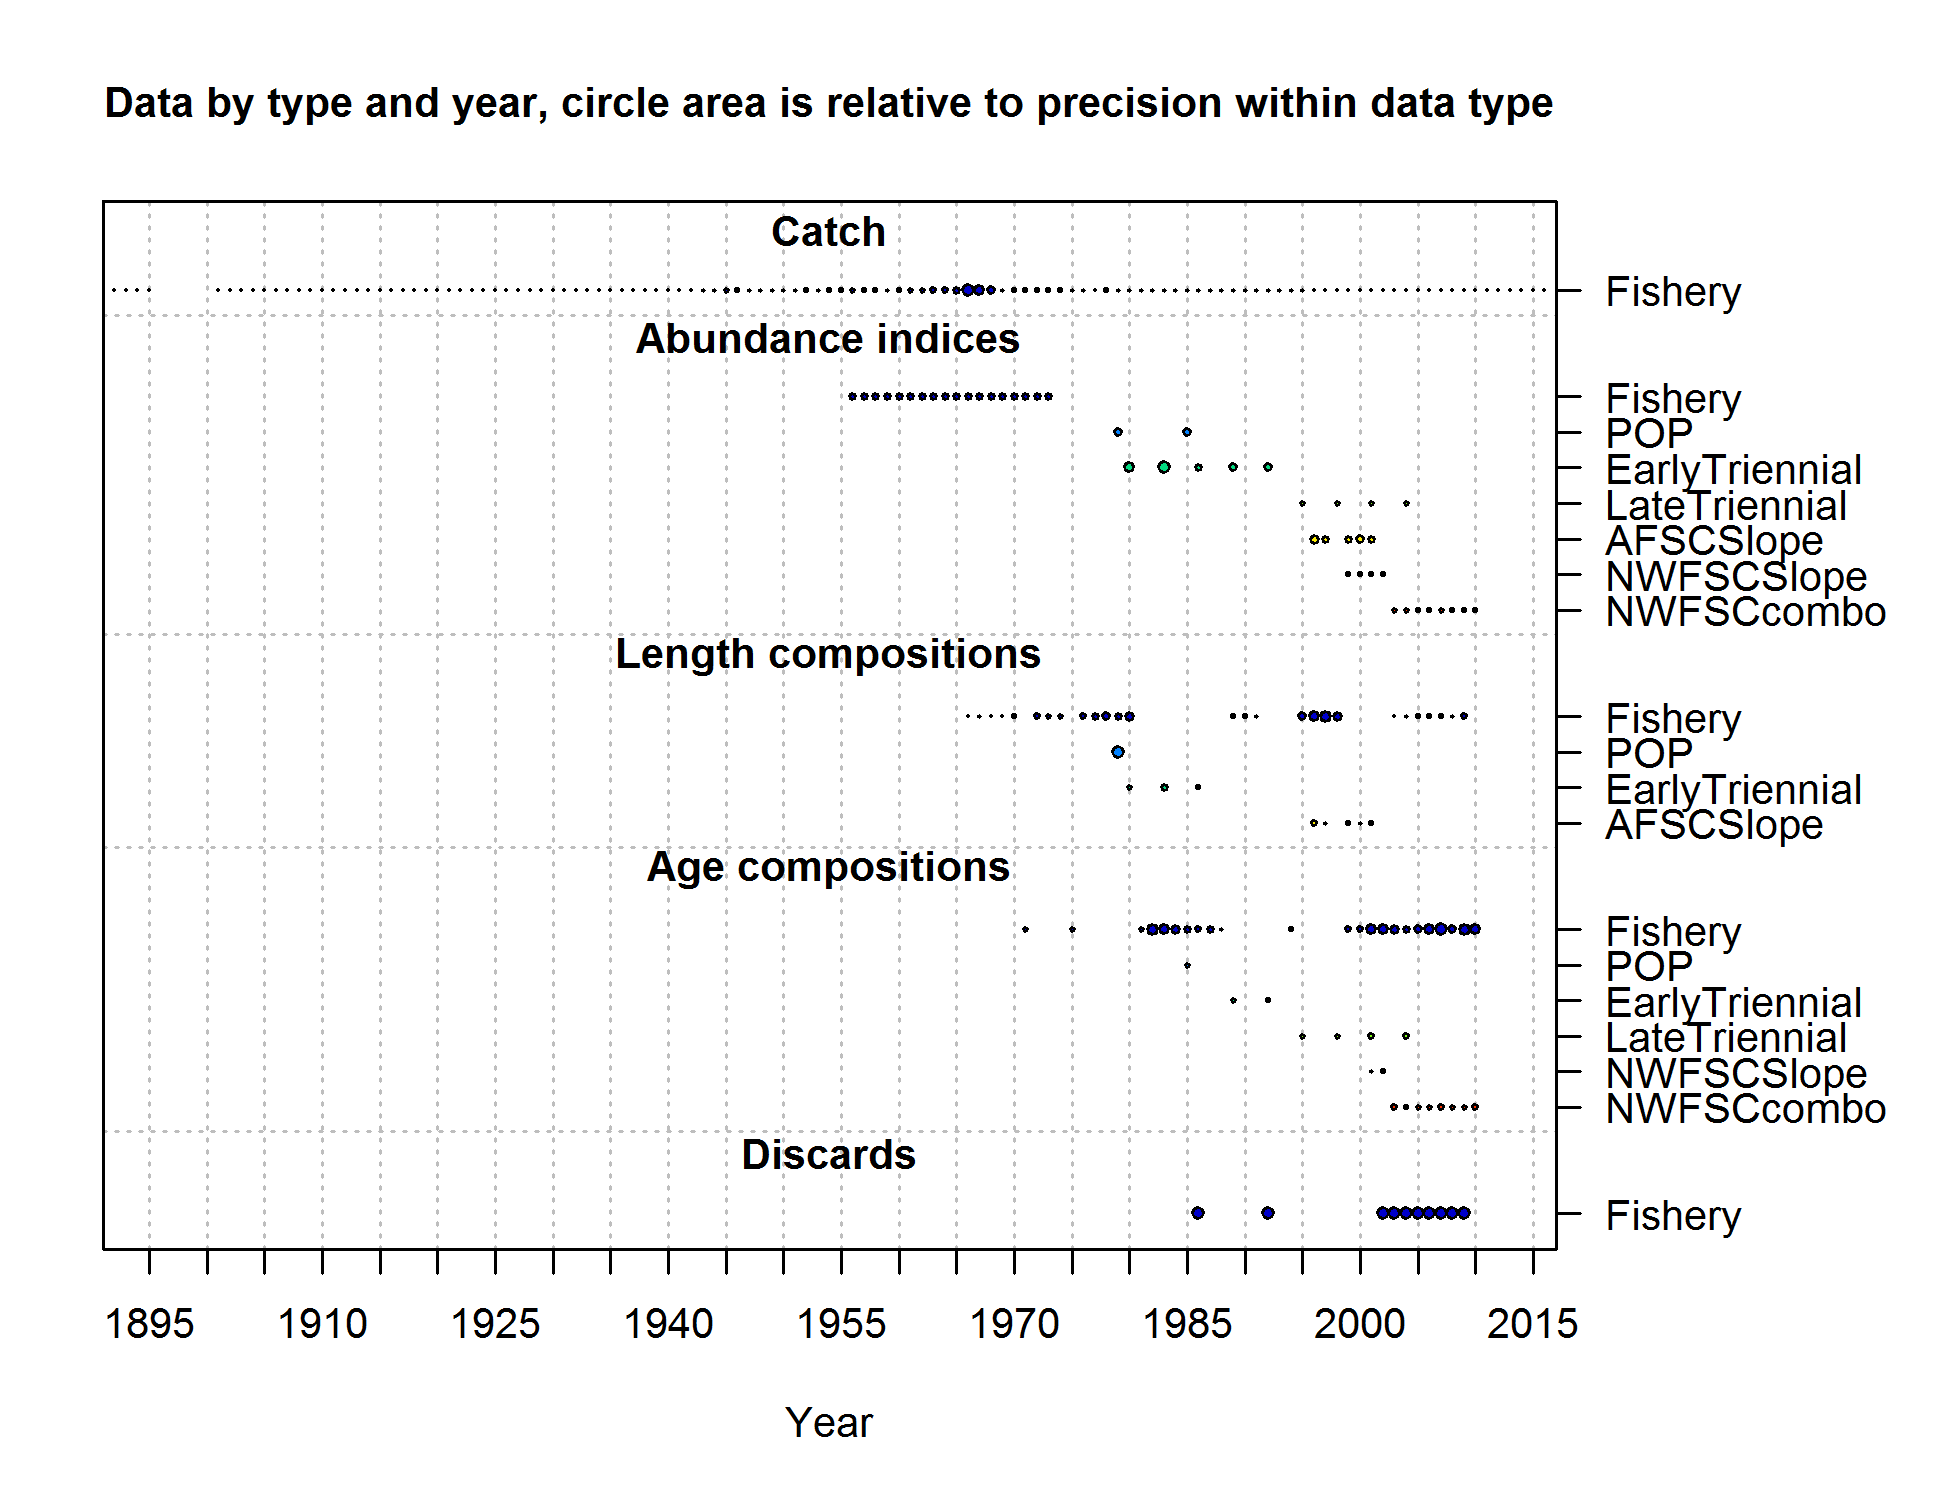 Data by type and year, circle area is relative to precision within data type
Catch
Fishery
Abundance indices
Fishery
POP
EarlyTriennial
LateTriennial
AFSCSlope
NWFSCSlope
NWFSCcombo
Length compositions
Fishery
POP
EarlyTriennial
AFSCSlope
Age compositions
Fishery
POP
EarlyTriennial
LateTriennial
NWFSCSlope
NWFSCcombo
Discards
Fishery
1895 1910 1925 1940 1955 1970 1985 2000 2015
Year